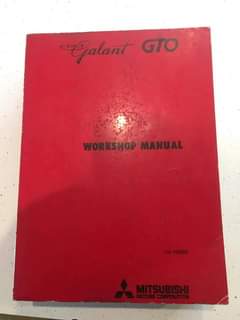 Galant GTO
WORKSHOP MANUAL
MITSUBISHI
MOTORS CORPORATION